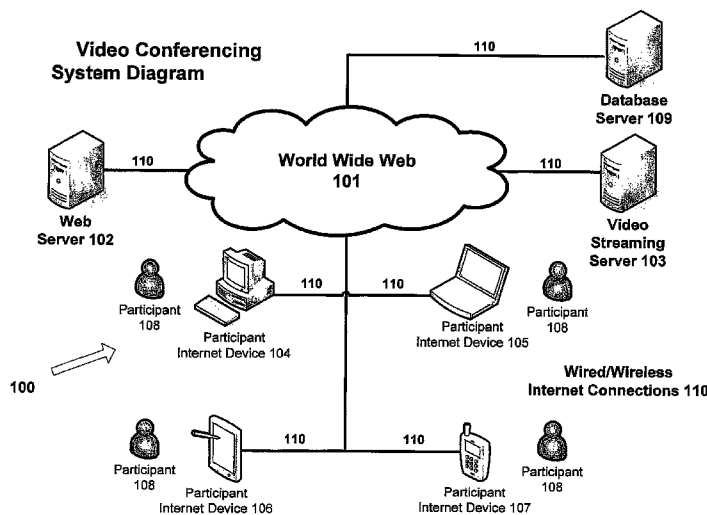 Video Conferencing
System Diagram
110
Database
Server 109
World Wide Web
101
110
110
Web
Server 102
Video
Streaming
Server 103
Participant
108
110
110
Participant
108
Participant
Internet Device 104
Participant
Internet Device 105
100
Wired/Wireless
Internet Connections 110
Participant
108
110
110
Participant
108
Participant
Internet Device 106
Participant
Internet Device 107